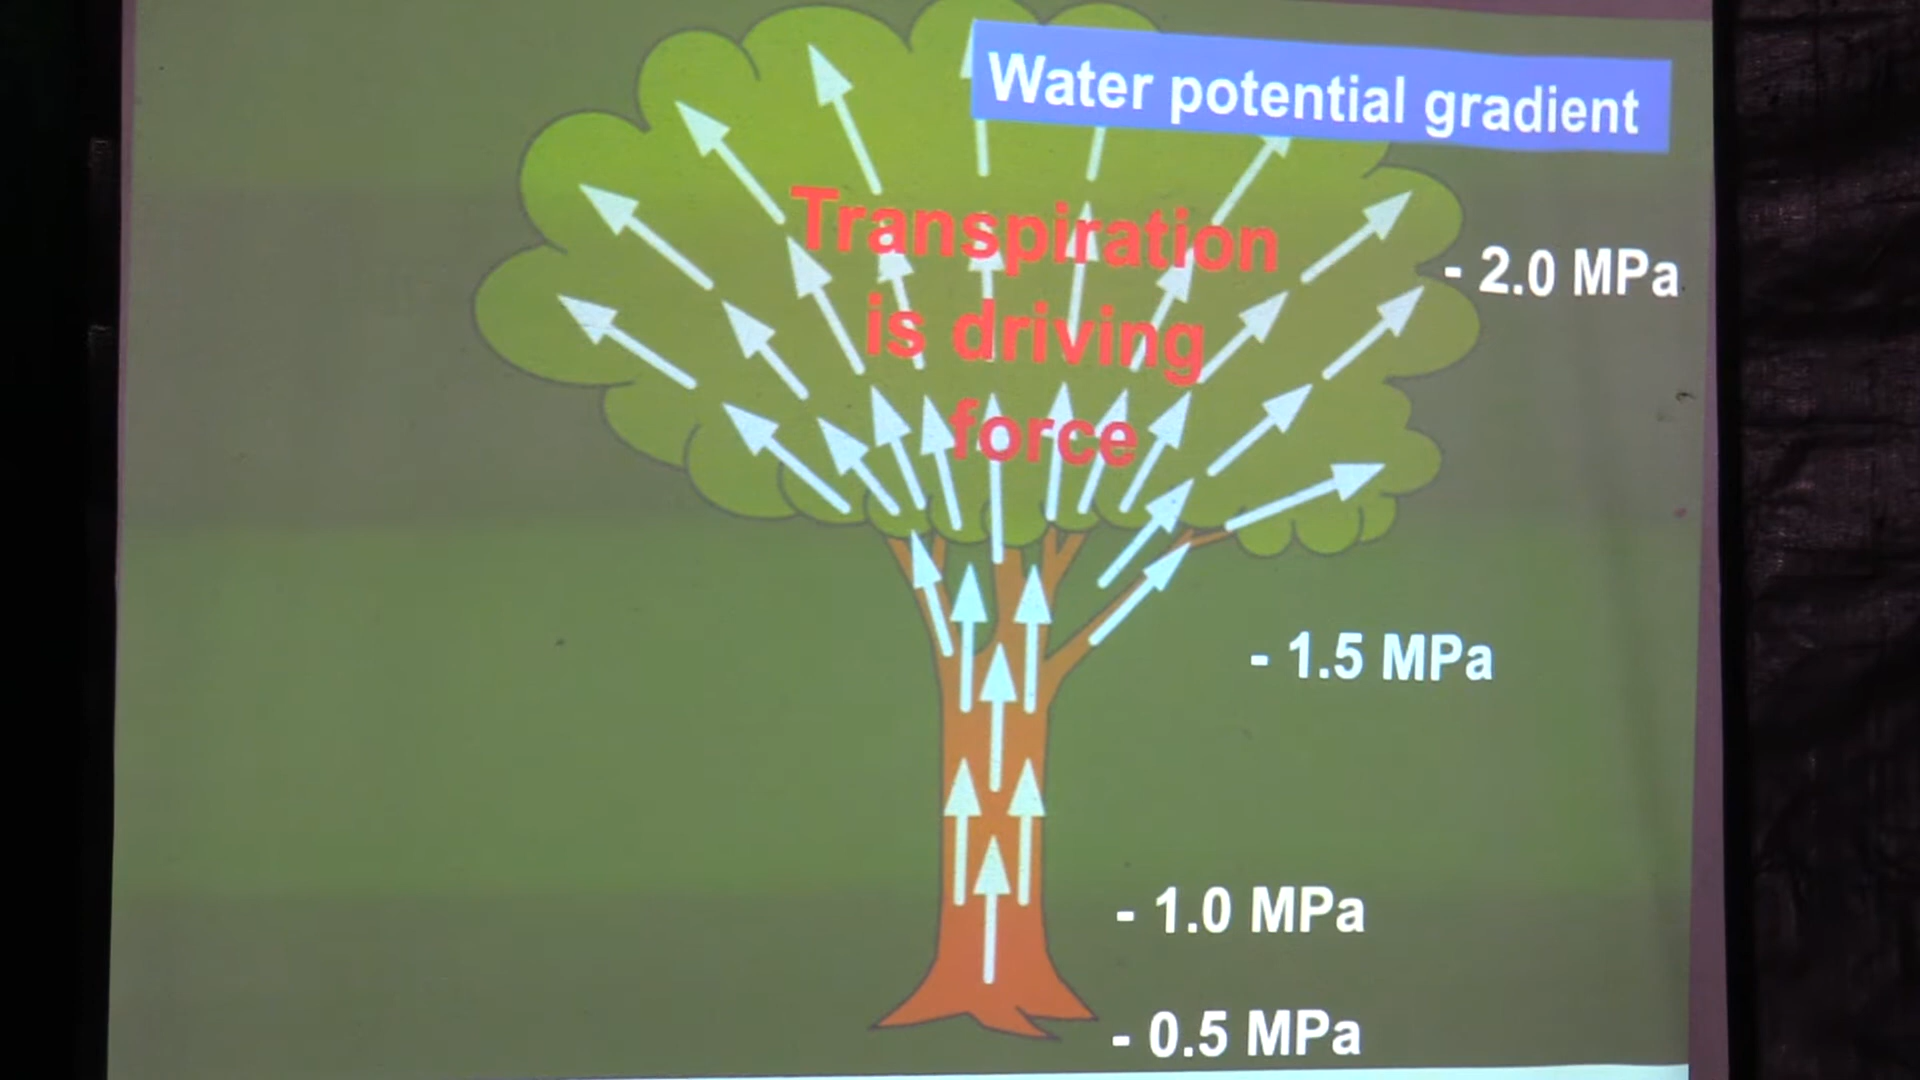 Water potential gradient
Transpiration
is driving
force
- 2.0 MPa
- 1.5 MPa
- 1.0 MPa
- 0.5 MPa